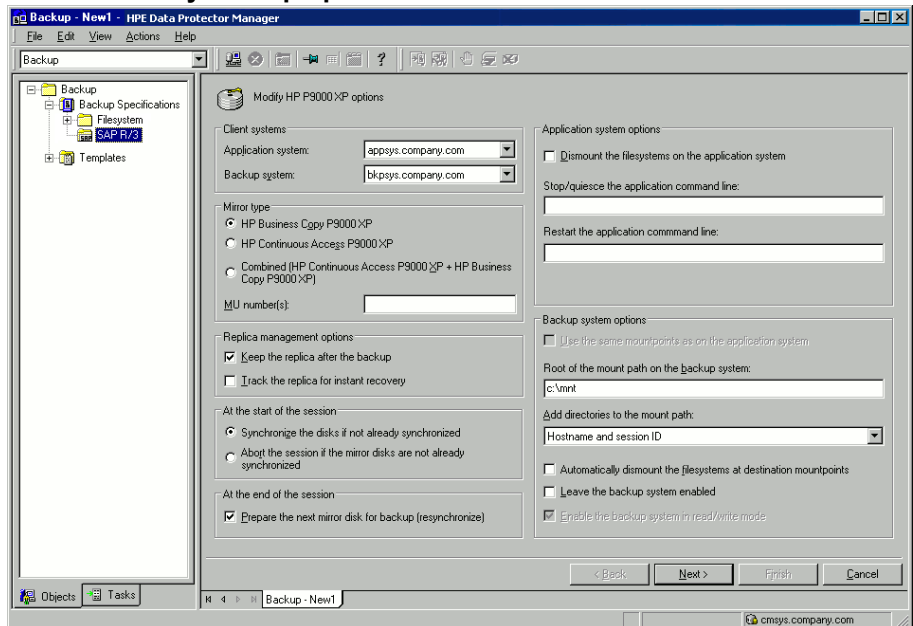 Backup - New1 - HPE Data Protector Manager
File Edit View Actions Help
Backup
Backup
Backup Specifications
Filesystem
SAP R/3
Templates
Modify HP P9000 XP options
Client systems
Application system: appsys.company.com
Backup system: bkpsys.company.com
Mirror type
HP Business Copy P9000 XP
HP Continuous Access P9000 XP
Combined (HP Continuous Access P9000 XP + HP Business
Copy P9000 XP)
MU number(s):
Replica management options
Keep the replica after the backup
Track the replica for instant recovery
At the start of the session
Synchronize the disks if not already synchronized
Abort the session if the mirror disks are not already
synchronized
At the end of the session
Prepare the next mirror disk for backup (resynchronize)
Application system options
Dismount the filesystems on the application system
Stop/quiesce the application command line:
Restart the application commmand line:
Backup system options
Use the same mountpoints as on the application system
Root of the mount path on the backup system:
c:\mnt
Add directories to the mount path:
Hostname and session ID
Automatically dismount the filesystems at destination mountpoints
Leave the backup system enabled
Enable the backup system in read/write mode
< Back Next > Finish Cancel
Objects Tasks
Backup - New1
cmsys.company.com